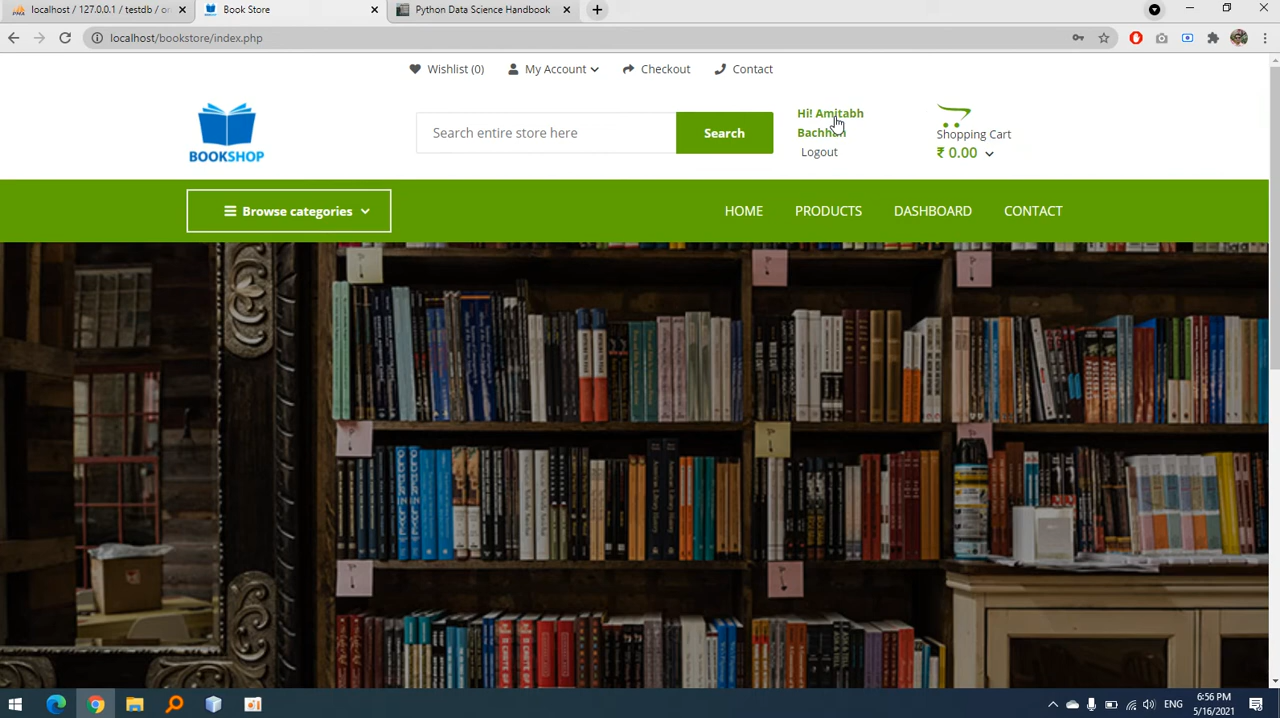 localhost / 127.0.0.1 / testdb / or
Book Store
Python Data Science Handbook
localhost/bookstore/index.php
Wishlist (0)
My Account
Checkout
Contact
BOOKSHOP
Search entire store here
Search
Hi! Amitabh
Bachhan
Logout
Shopping Cart
₹ 0.00
Browse categories
HOME
PRODUCTS
DASHBOARD
CONTACT
ENG
6:56 PM
5/16/2021